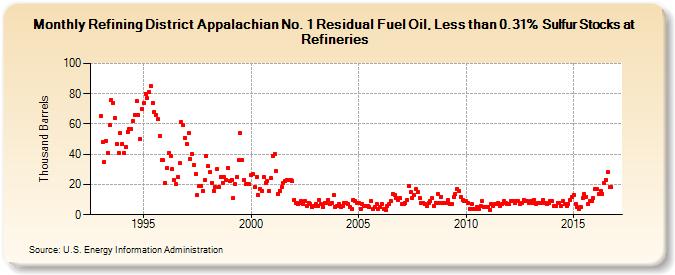 Monthly Refining District Appalachian No. 1 Residual Fuel Oil, Less than 0.31% Sulfur Stocks at
Refineries
Thousand Barrels
100
80
60
40
20
0
1995
2000
2005
2010
2015
Source: U.S. Energy Information Administration